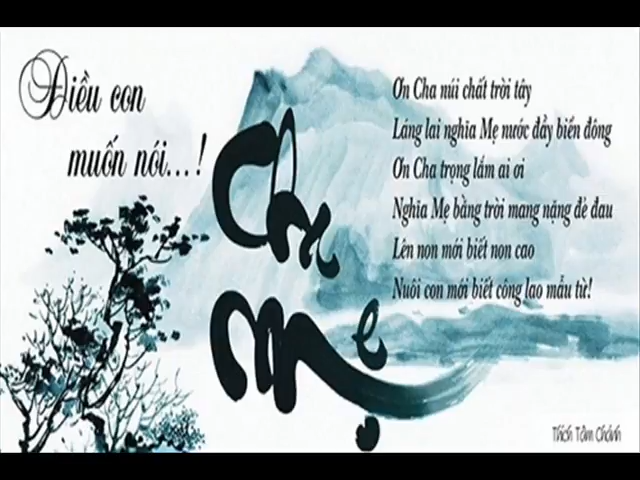 Điều con
muốn nói...!
Cha
Mẹ
Ơn Cha núi chất trời tây
Láng lai nghĩa Mẹ nước đầy biển đông
Ơn Cha trọng lắm ai ơi
Nghĩa Mẹ bằng trời mang nặng đẻ đau
Lên non mới biết non cao
Nuôi con mới biết công lao mẫu từ!
Thích Tâm Chánh